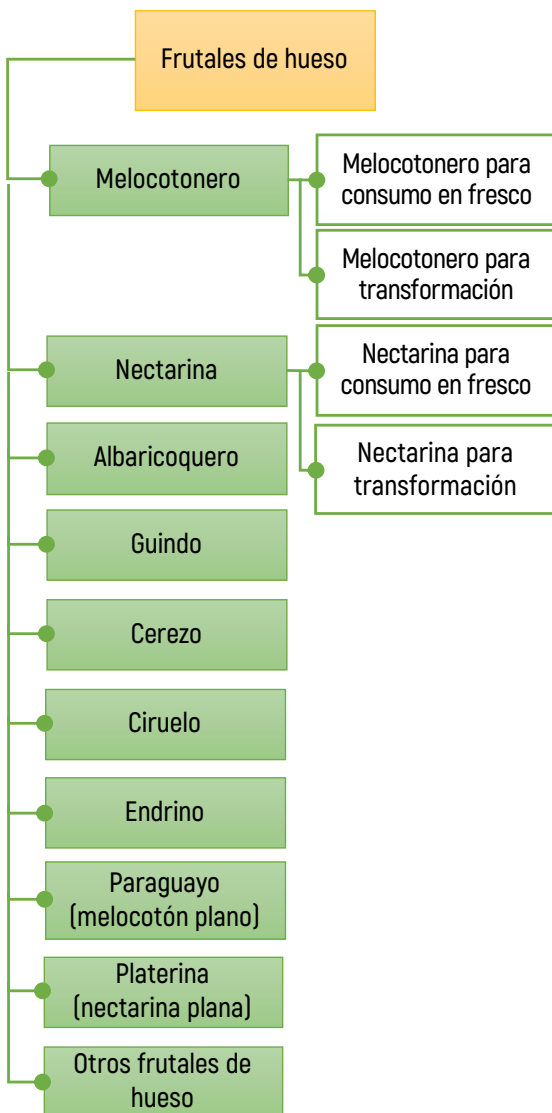 Frutales de hueso
Melocotonero
Melocotonero para
consumo en fresco
Melocotonero para
transformación
Nectarina
Nectarina para
consumo en fresco
Nectarina para
transformación
Albaricoquero
Guindo
Cerezo
Ciruelo
Endrino
Paraguayo
(melocotón plano)
Platerina
(nectarina plana)
Otros frutales de
hueso